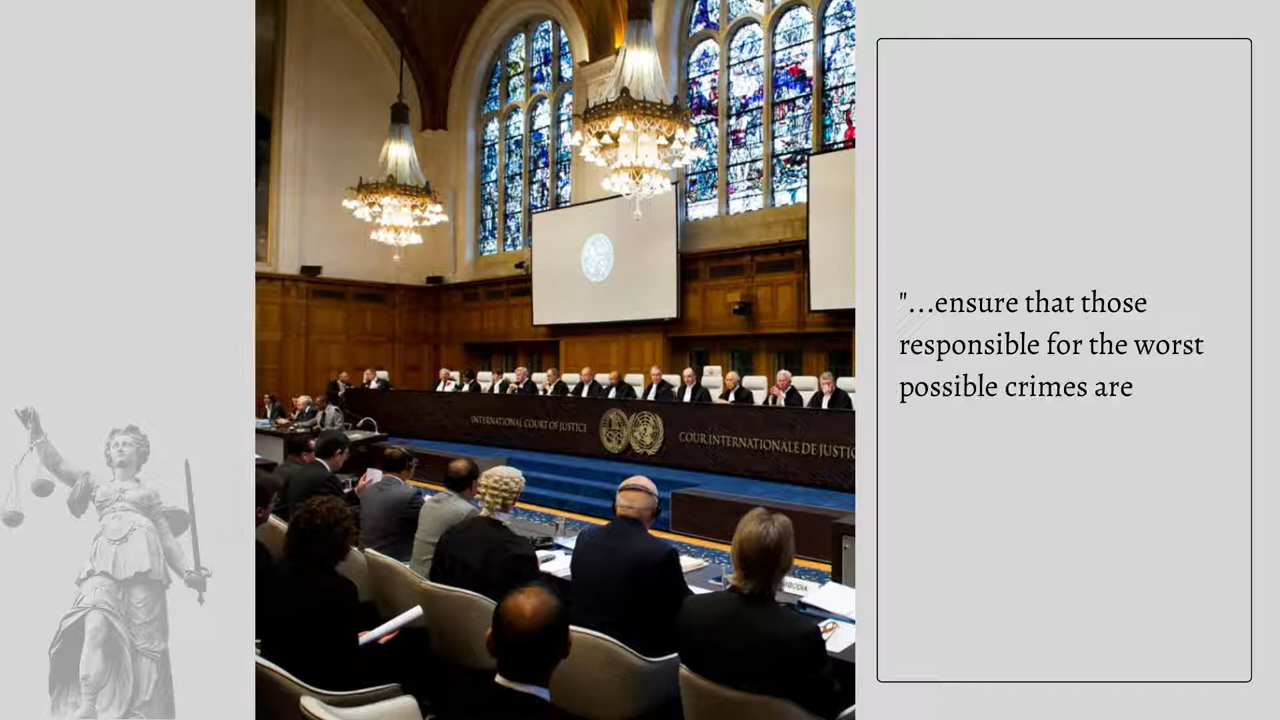 INTERNATIONAL COURT OF JUSTICE
COUR INTERNATIONALE DE JUSTIC
"...ensure that those
responsible for the worst
possible crimes are